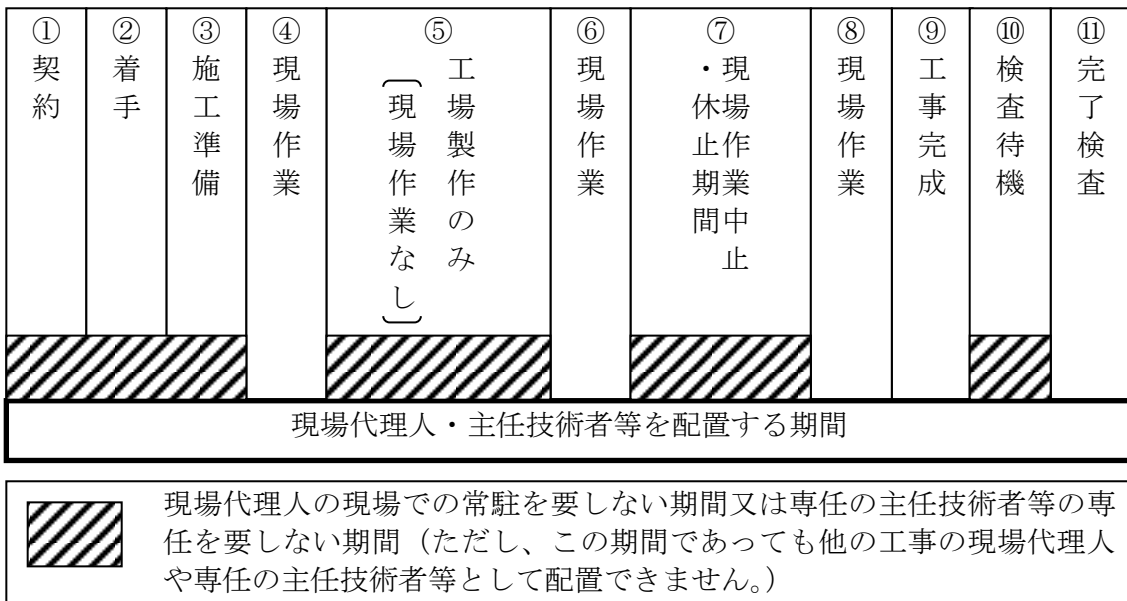 ①契約
②着手
③施工準備
④現場作業
⑤工場製作のみ
〔現場作業なし〕
⑥現場作業
⑦・現場作業中止
休止期間
⑧現場作業
⑨工事完成
⑩検査待機
⑪完了検査
現場代理人・主任技術者等を配置する期間
現場代理人の現場での常駐を要しない期間又は専任の主任技術者等の専
任を要しない期間（ただし、この期間であっても他の工事の現場代理人
や専任の主任技術者等として配置できません。）